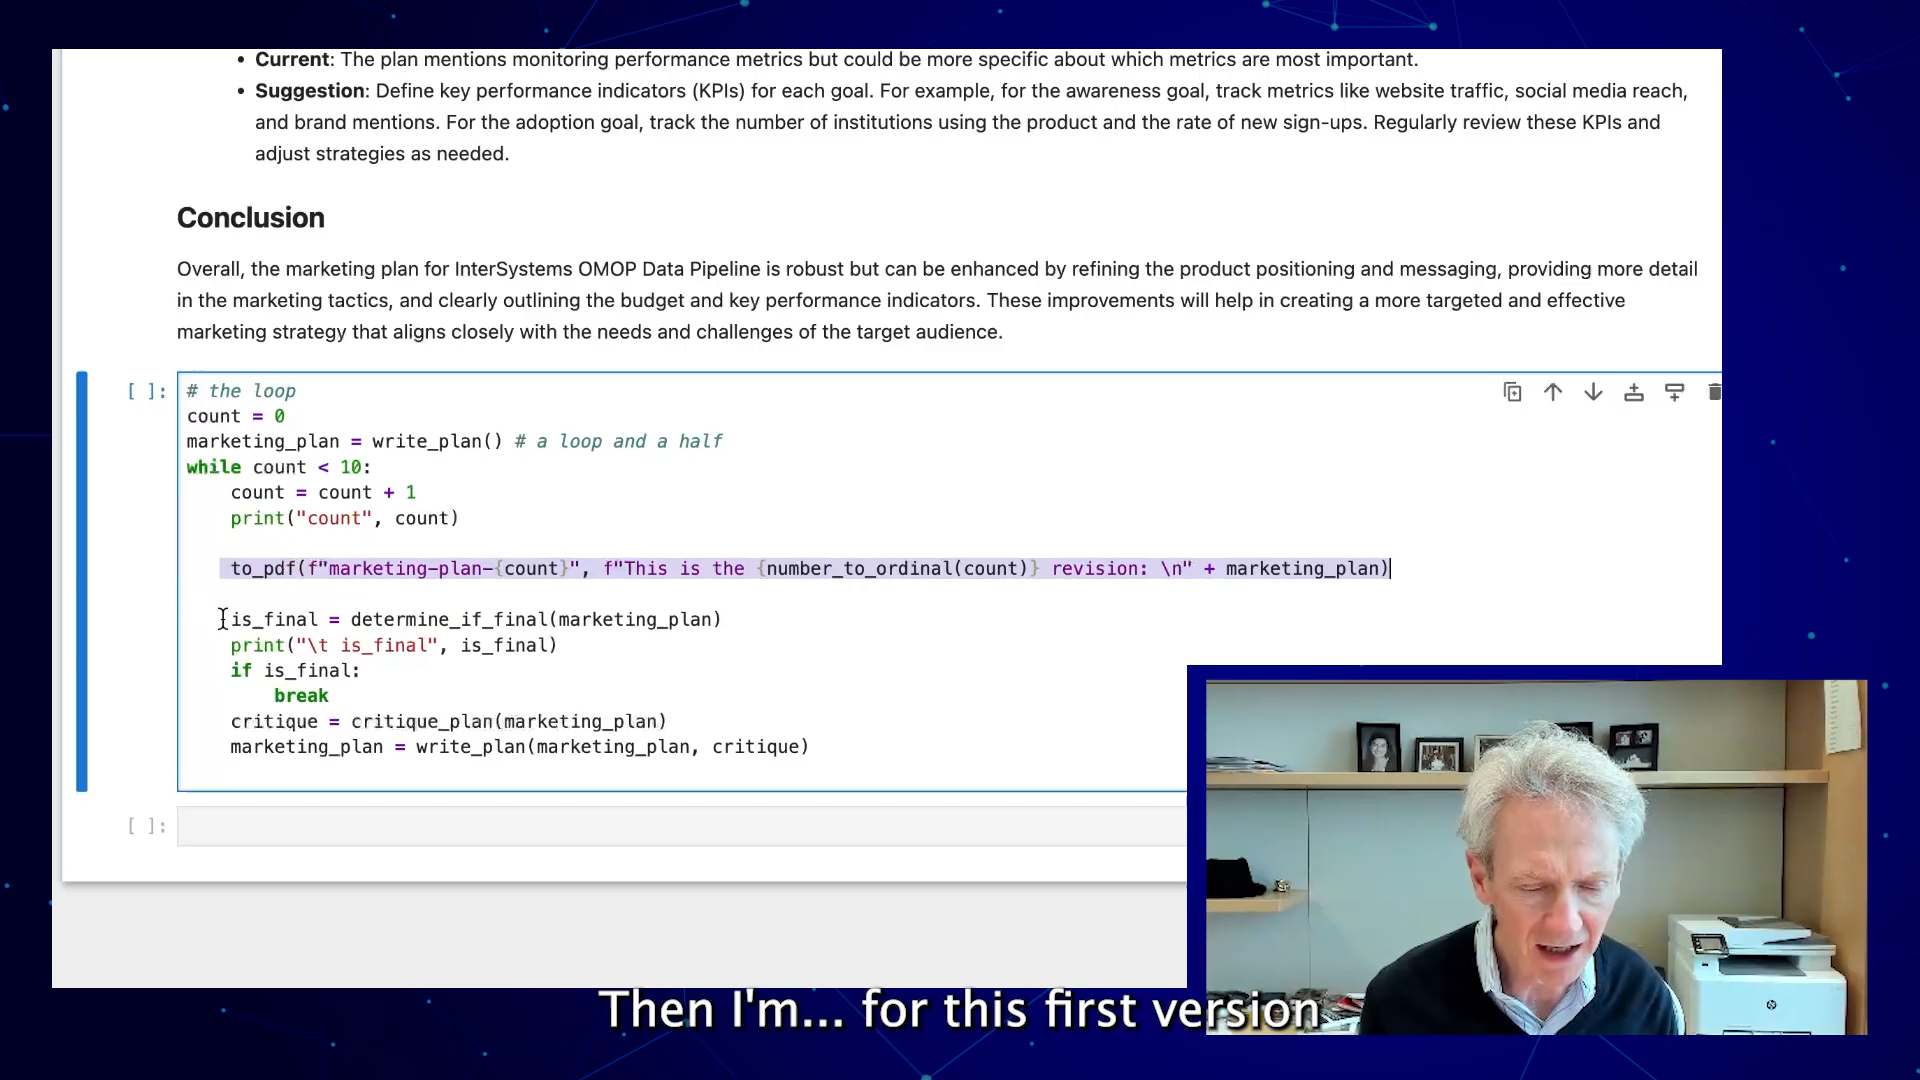 • Current: The plan mentions monitoring performance metrics but could be more specific about which metrics are most important.
• Suggestion: Define key performance indicators (KPIs) for each goal. For example, for the awareness goal, track metrics like website traffic, social media reach,
and brand mentions. For the adoption goal, track the number of institutions using the product and the rate of new sign-ups. Regularly review these KPIs and
adjust strategies as needed.
Conclusion
Overall, the marketing plan for InterSystems OMOP Data Pipeline is robust but can be enhanced by refining the product positioning and messaging, providing more detail
in the marketing tactics, and clearly outlining the budget and key performance indicators. These improvements will help in creating a more targeted and effective
marketing strategy that aligns closely with the needs and challenges of the target audience.
[ ]: # the loop
count = 0
marketing_plan = write_plan() # a loop and a half
while count < 10:
    count = count + 1
    print("count", count)
    to_pdf(f"marketing-plan-{count}", f"This is the {number_to_ordinal(count)} revision: \n" + marketing_plan)
    is_final = determine_if_final(marketing_plan)
    print("\t is_final", is_final)
    if is_final:
        break
    critique = critique_plan(marketing_plan)
    marketing_plan = write_plan(marketing_plan, critique)
[ ]:
Then I'm... for this first version